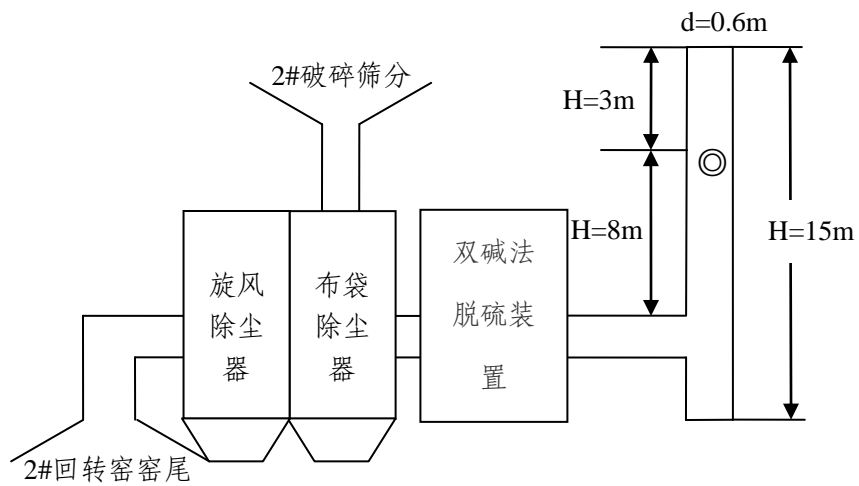 d=0.6m
2#破碎筛分
H=3m
H=8m
H=15m
旋风
除尘
器
布袋
除尘
器
双碱法
脱硫装
置
2#回转窑窑尾